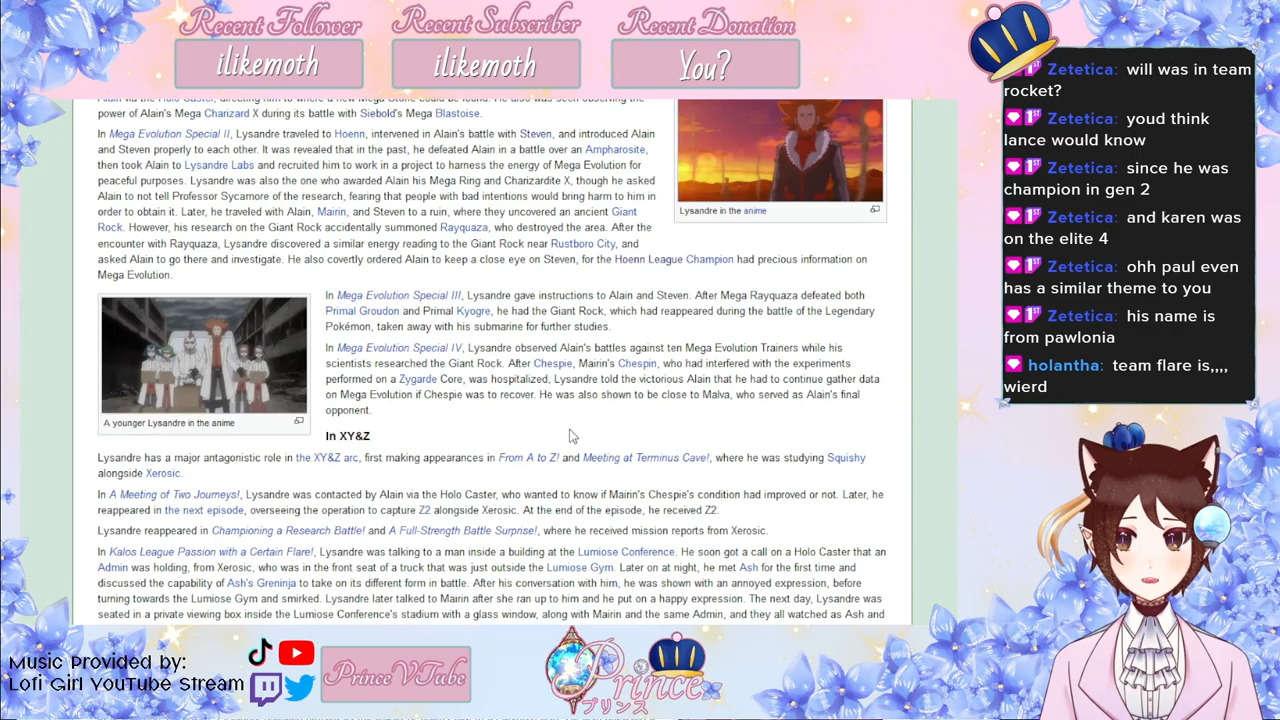 Recent Follower
Recent Subscriber
Recent Donation
ilikemoth
ilikemoth
You?
Alain via the Holo Caster, directing him to where a new Mega Stone could be found. He also was seen observing the
power of Alain's Mega Charizard X during its battle with Siebold's Mega Blastoise.
In Mega Evolution Special II, Lysandre traveled to Hoenn, intervened in Alain's battle with Steven, and introduced Alain
and Steven properly to each other. It was revealed that in the past, he defeated Alain in a battle over an Ampharosite,
then took Alain to Lysandre Labs and recruited him to work in a project to harness the energy of Mega Evolution for
peaceful purposes. Lysandre was also the one who awarded Alain his Mega Ring and Charizardite X, though he asked
Alain to not tell Professor Sycamore of the research, fearing that people with bad intentions would bring harm to him in
order to obtain it. Later, he traveled with Alain, Mairin, and Steven to a ruin, where they uncovered an ancient Giant
Rock. However, his research on the Giant Rock accidentally summoned Rayquaza, who destroyed the area. After the
encounter with Rayquaza, Lysandre discovered a similar energy reading to the Giant Rock near Rustboro City, and
asked Alain to go there and investigate. He also covertly ordered Alain to keep a close eye on Steven, for the Hoenn League Champion had precious information on
Mega Evolution.
Lysandre in the anime
In Mega Evolution Special III, Lysandre gave instructions to Alain and Steven. After Mega Rayquaza defeated both
Primal Groudon and Primal Kyogre, he had the Giant Rock, which had reappeared during the battle of the Legendary
Pokémon, taken away with his submarine for further studies.
In Mega Evolution Special IV, Lysandre observed Alain's battles against ten Mega Evolution Trainers while his
scientists researched the Giant Rock. After Chespie, Mairin's Chespin, who had interfered with the experiments
performed on a Zygarde Core, was hospitalized, Lysandre told the victorious Alain that he had to continue gather data
on Mega Evolution if Chespie was to recover. He was also shown to be close to Malva, who served as Alain's final
opponent.
A younger Lysandre in the anime
In XY&Z
Lysandre has a major antagonistic role in the XY&Z arc, first making appearances in From A to Z! and Meeting at Terminus Cave!, where he was studying Squishy
alongside Xerosic.
In A Meeting of Two Journeys!, Lysandre was contacted by Alain via the Holo Caster, who wanted to know if Mairin's Chespie's condition had improved or not. Later, he
reappeared in the next episode, overseeing the operation to capture Z2 alongside Xerosic. At the end of the episode, he received Z2.
Lysandre reappeared in Championing a Research Battle! and A Full-Strength Battle Surprise!, where he received mission reports from Xerosic.
In Kalos League Passion with a Certain Flare!, Lysandre was talking to a man inside a building at the Lumiose Conference. He soon got a call on a Holo Caster that an
Admin was holding, from Xerosic, who was in the front seat of a truck that was just outside the Lumiose Gym. Later on at night, he met Ash for the first time and
discussed the capability of Ash's Greninja to take on its different form in battle. After his conversation with him, he was shown with an annoyed expression, before
turning towards the Lumiose Gym and smirked. Lysandre later talked to Mairin after she ran up to him and he put on a happy expression. The next day, Lysandre was
seated in a private viewing box inside the Lumiose Conference's stadium with a glass window, along with Mairin and the same Admin, and they all watched as Ash and
1st Zetetica: will was in team
rocket?
1st Zetetica: youd think
lance would know
1st Zetetica: since he was
champion in gen 2
1st Zetetica: and karen was
on the elite 4
1st Zetetica: ohh paul even
has a similar theme to you
1st Zetetica: his name is
from pawlonia
holantha: team flare is,,,,
wierd
Music Provided by:
Lofi Girl YouTube Stream
Prince VTube
Prince
プリンス